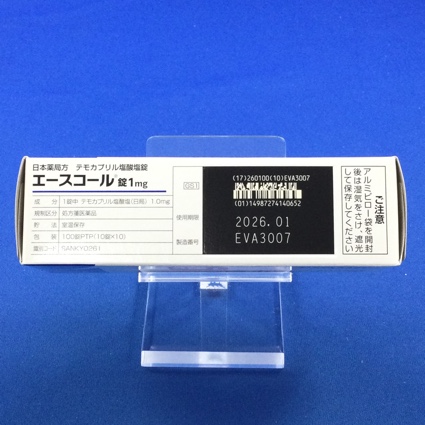 日本薬局方 テモカプリル塩酸塩錠
エースコール®錠1mg
成 分 1錠中 テモカプリル塩酸塩(日局) 1.0mg
規制区分 処方箋医薬品
貯 法 室温保存
包 装 100錠PTP(10錠×10)
識別コード SANKYO261
GS1
(17)260100(10)EVA3007
(01)14987274140652
使用期限 2026.01
製造番号 EVA3007
ご注意
アルミピロー袋を開封
後は湿気をさけ、遮光
して保存してください